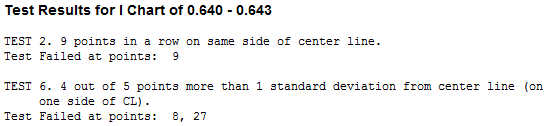 Test Results for I Chart of 0.640 - 0.643
TEST 2. 9 points in a row on same side of center line.
Test Failed at points:  9
TEST 6. 4 out of 5 points more than 1 standard deviation from center line (on
one side of CL).
Test Failed at points:  8, 27